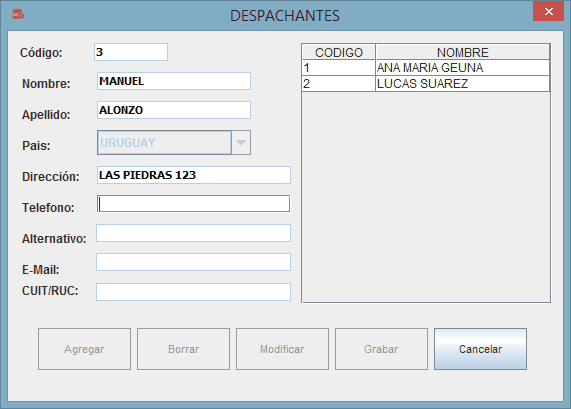 DESPACHANTES
Código: 3
Nombre: MANUEL
Apellido: ALONZO
Pais: URUGUAY
Dirección: LAS PIEDRAS 123
Telefono:
Alternativo:
E-Mail:
CUIT/RUC:
CODIGO NOMBRE
1 ANA MARIA GEUNA
2 LUCAS SUAREZ
Agregar Borrar Modificar Grabar Cancelar